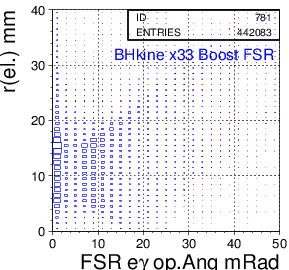 ID 781
ENTRIES 442083
BHkine x33 Boost FSR
r(el.) mm
40
30
20
10
0
0 10 20 30 40 50
FSR eγ op.Ang mRad